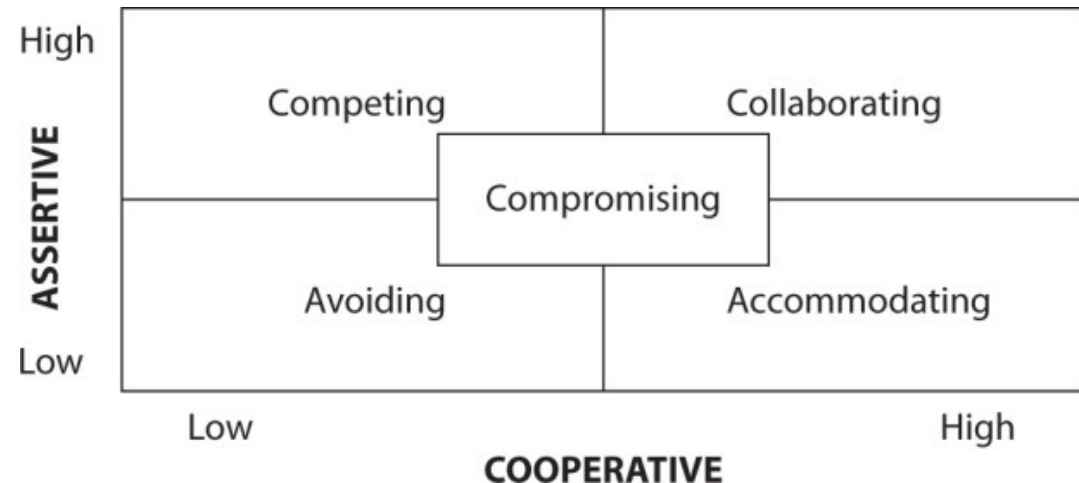 High
Competing
Collaborating
ASSERTIVE
Compromising
Avoiding
Accommodating
Low
Low
High
COOPERATIVE